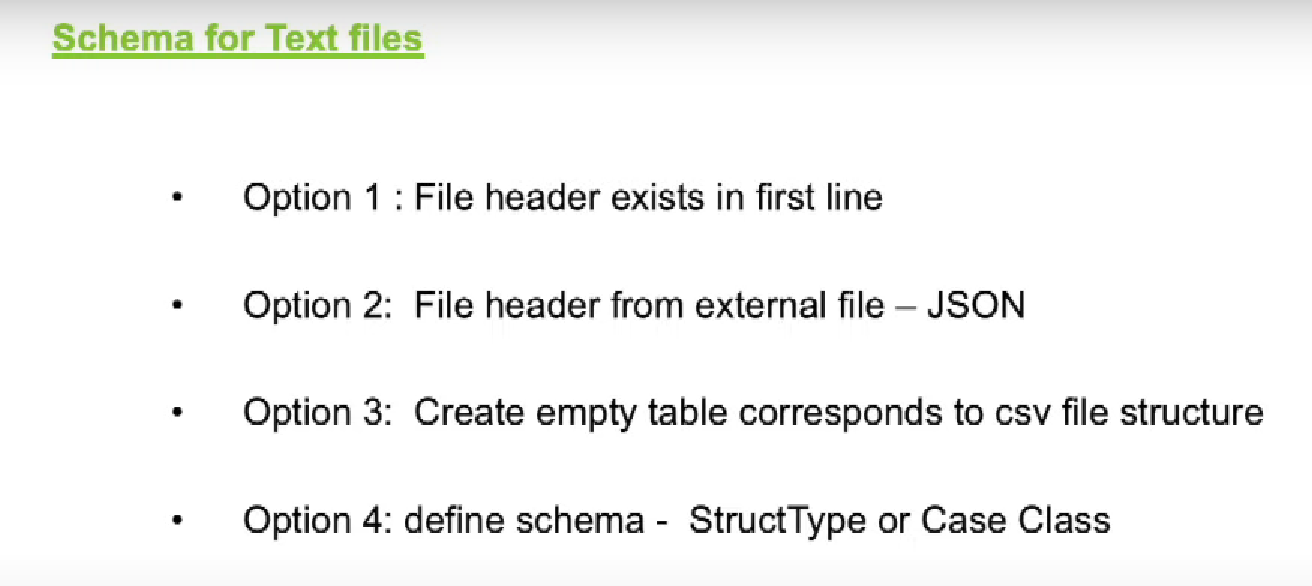 Schema for Text files
• Option 1 : File header exists in first line
• Option 2: File header from external file – JSON
• Option 3: Create empty table corresponds to csv file structure
• Option 4: define schema - StructType or Case Class